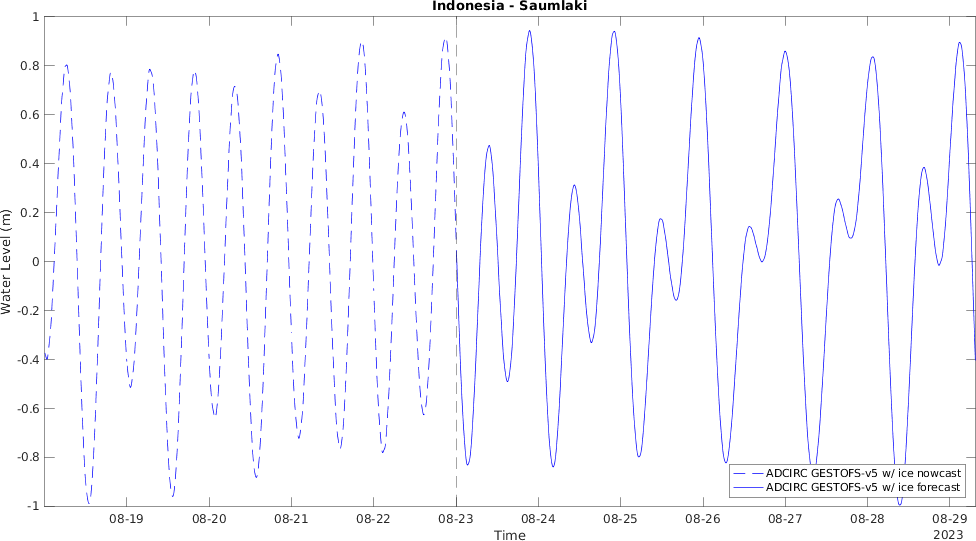 Indonesia - Saumlaki
Water Level (m)
1
0.8
0.6
0.4
0.2
0
-0.2
-0.4
-0.6
-0.8
-1
ADCIRC GESTOFS-v5 w/ ice nowcast
ADCIRC GESTOFS-v5 w/ ice forecast
08-19 08-20 08-21 08-22 08-23 08-24 08-25 08-26 08-27 08-28 08-29
Time
2023